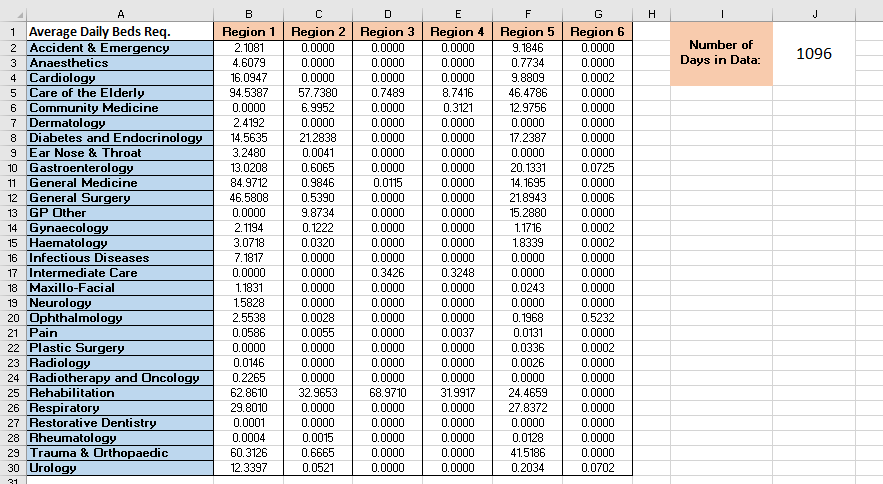 A B C D E F G H I J
1 Average Daily Beds Req. Region 1 Region 2 Region 3 Region 4 Region 5 Region 6
2 Accident & Emergency 2.1081 0.0000 0.0000 0.0000 9.1846 0.0000 Number of
3 Anaesthetics 4.6079 0.0000 0.0000 0.0000 0.7734 0.0000 Days in Data: 1096
4 Cardiology 16.0947 0.0000 0.0000 0.0000 9.8809 0.0002
5 Care of the Elderly 94.5387 57.7380 0.7489 8.7416 46.4786 0.0000
6 Community Medicine 0.0000 6.9952 0.0000 0.3121 12.9756 0.0000
7 Dermatology 2.4192 0.0000 0.0000 0.0000 0.0000 0.0000
8 Diabetes and Endocrinology 14.5635 21.2838 0.0000 0.0000 17.2387 0.0000
9 Ear Nose & Throat 3.2480 0.0041 0.0000 0.0000 0.0000 0.0000
10 Gastroenterology 13.0208 0.6065 0.0000 0.0000 20.1331 0.0725
11 General Medicine 84.9712 0.9846 0.0115 0.0000 14.1695 0.0000
12 General Surgery 46.5808 0.5390 0.0000 0.0000 21.8943 0.0006
13 GP Other 0.0000 9.8734 0.0000 0.0000 15.2880 0.0000
14 Gynaecology 2.1194 0.1222 0.0000 0.0000 1.1716 0.0002
15 Haematology 3.0718 0.0320 0.0000 0.0000 1.8339 0.0002
16 Infectious Diseases 7.1817 0.0000 0.0000 0.0000 0.0000 0.0000
17 Intermediate Care 0.0000 0.0000 0.3426 0.3248 0.0000 0.0000
18 Maxillo-Facial 1.1831 0.0000 0.0000 0.0000 0.0243 0.0000
19 Neurology 1.5828 0.0000 0.0000 0.0000 0.0000 0.0000
20 Ophthalmology 2.5538 0.0028 0.0000 0.0000 0.1968 0.5232
21 Pain 0.0586 0.0055 0.0000 0.0037 0.0131 0.0000
22 Plastic Surgery 0.0000 0.0000 0.0000 0.0000 0.0336 0.0002
23 Radiology 0.0146 0.0000 0.0000 0.0000 0.0026 0.0000
24 Radiotherapy and Oncology 0.2265 0.0000 0.0000 0.0000 0.0000 0.0000
25 Rehabilitation 62.8610 32.9653 68.9710 31.9917 24.4659 0.0000
26 Respiratory 29.8010 0.0000 0.0000 0.0000 27.8372 0.0000
27 Restorative Dentistry 0.0001 0.0000 0.0000 0.0000 0.0000 0.0000
28 Rheumatology 0.0004 0.0015 0.0000 0.0000 0.0128 0.0000
29 Trauma & Orthopaedic 60.3126 0.6665 0.0000 0.0000 41.5186 0.0000
30 Urology 12.3397 0.0521 0.0000 0.0000 0.2034 0.0702
31